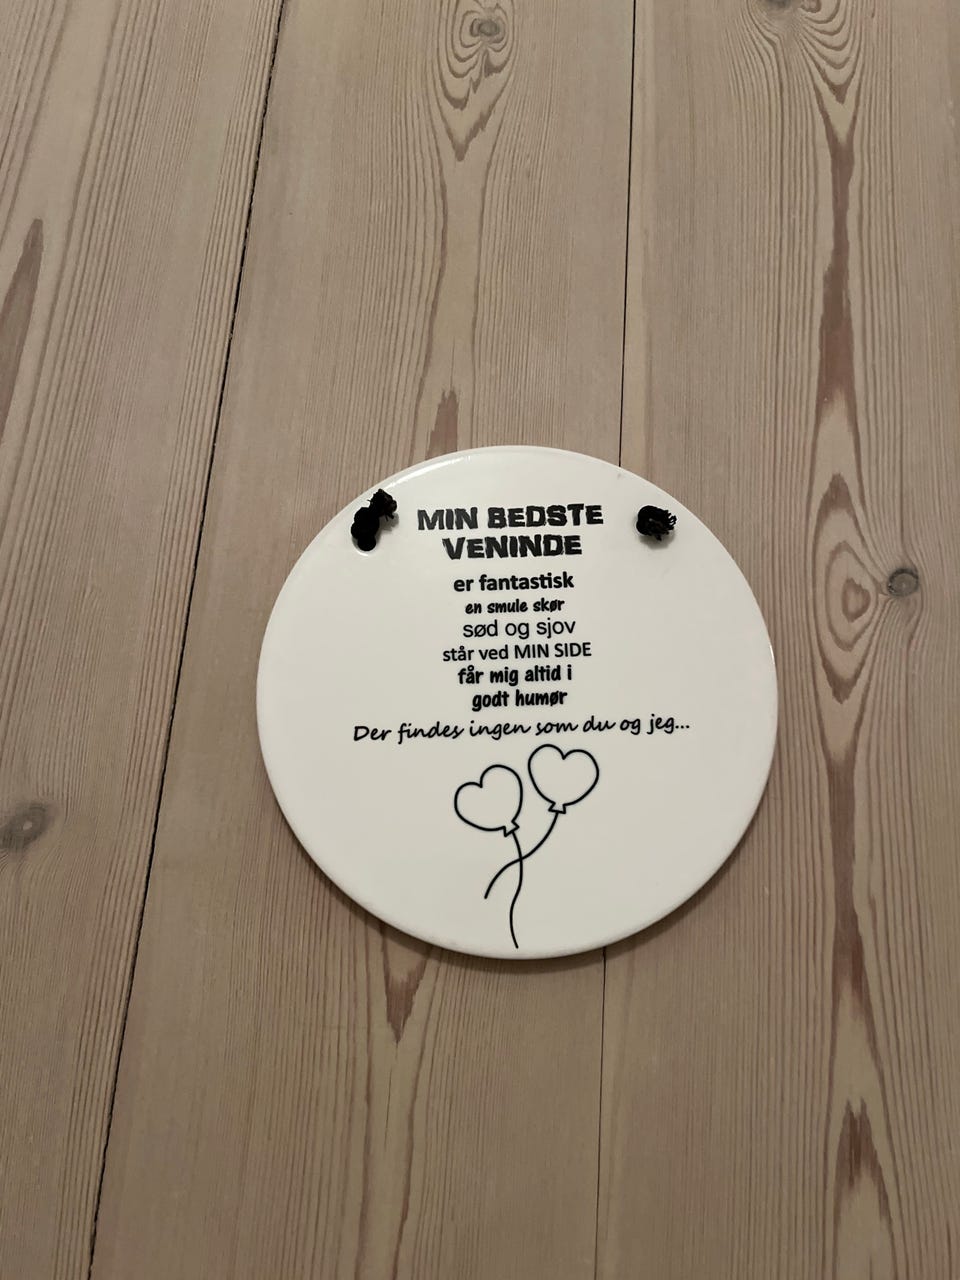 MIN BEDSTE
VENINDE
er fantastisk
en smule skør
sød og sjov
står ved MIN SIDE
får mig altid i
godt humør
Der findes ingen som du og jeg...